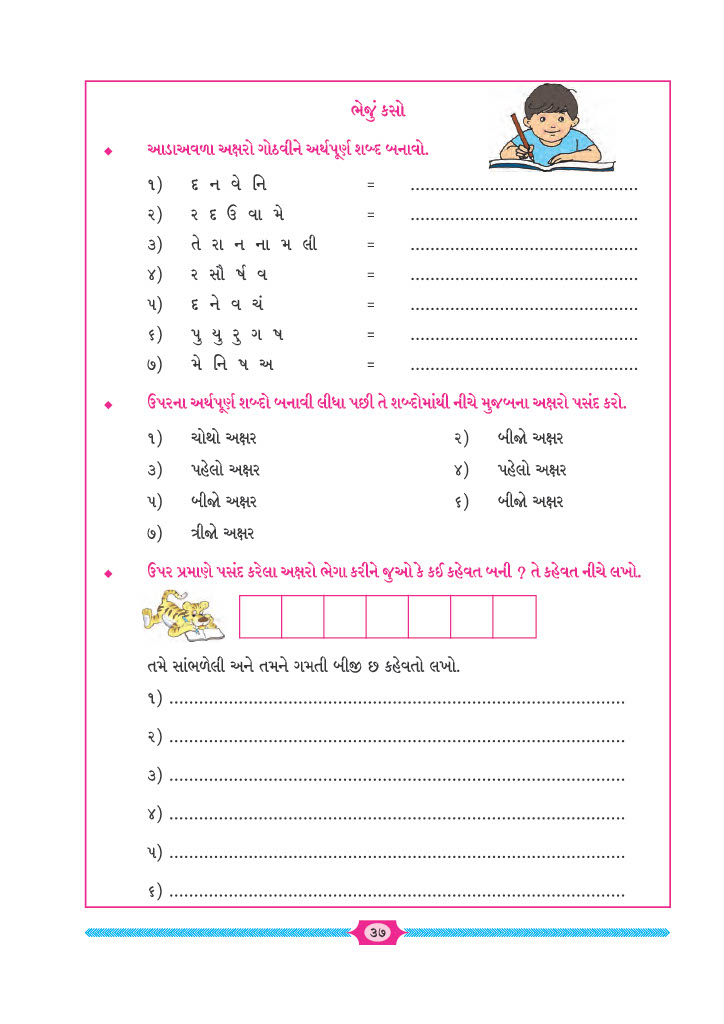 ભેજું કસો
◆ આડાઅવળા અક્ષરો ગોઠવીને અર્થપૂર્ણ શબ્દ બનાવો.
૧) દ ન વે નિ = ..............................................
૨) ર દ ઉ વા મે = ..............................................
૩) તે રા ન ના મ લી = ..............................................
૪) ર સૌ ર્ષ વ = ..............................................
૫) દ ને વ ચં = ..............................................
૬) પુ યુ રુ ગ ષ = ..............................................
૭) મે નિ ષ અ = ..............................................
◆ ઉપરના અર્થપૂર્ણ શબ્દો બનાવી લીધા પછી તે શબ્દોમાંથી નીચે મુજબના અક્ષરો પસંદ કરો.
૧) ચોથો અક્ષર ૨) બીજો અક્ષર
૩) પહેલો અક્ષર ૪) પહેલો અક્ષર
૫) બીજો અક્ષર ૬) બીજો અક્ષર
૭) ત્રીજો અક્ષર
◆ ઉપર પ્રમાણે પસંદ કરેલા અક્ષરો ભેગા કરીને જુઓ કે કઈ કહેવત બની ? તે કહેવત નીચે લખો.
તમે સાંભળેલી અને તમને ગમતી બીજી છ કહેવતો લખો.
૧) ............................................................................................
૨) ............................................................................................
૩) ............................................................................................
૪) ............................................................................................
૫) ............................................................................................
૬) ............................................................................................
૩૭